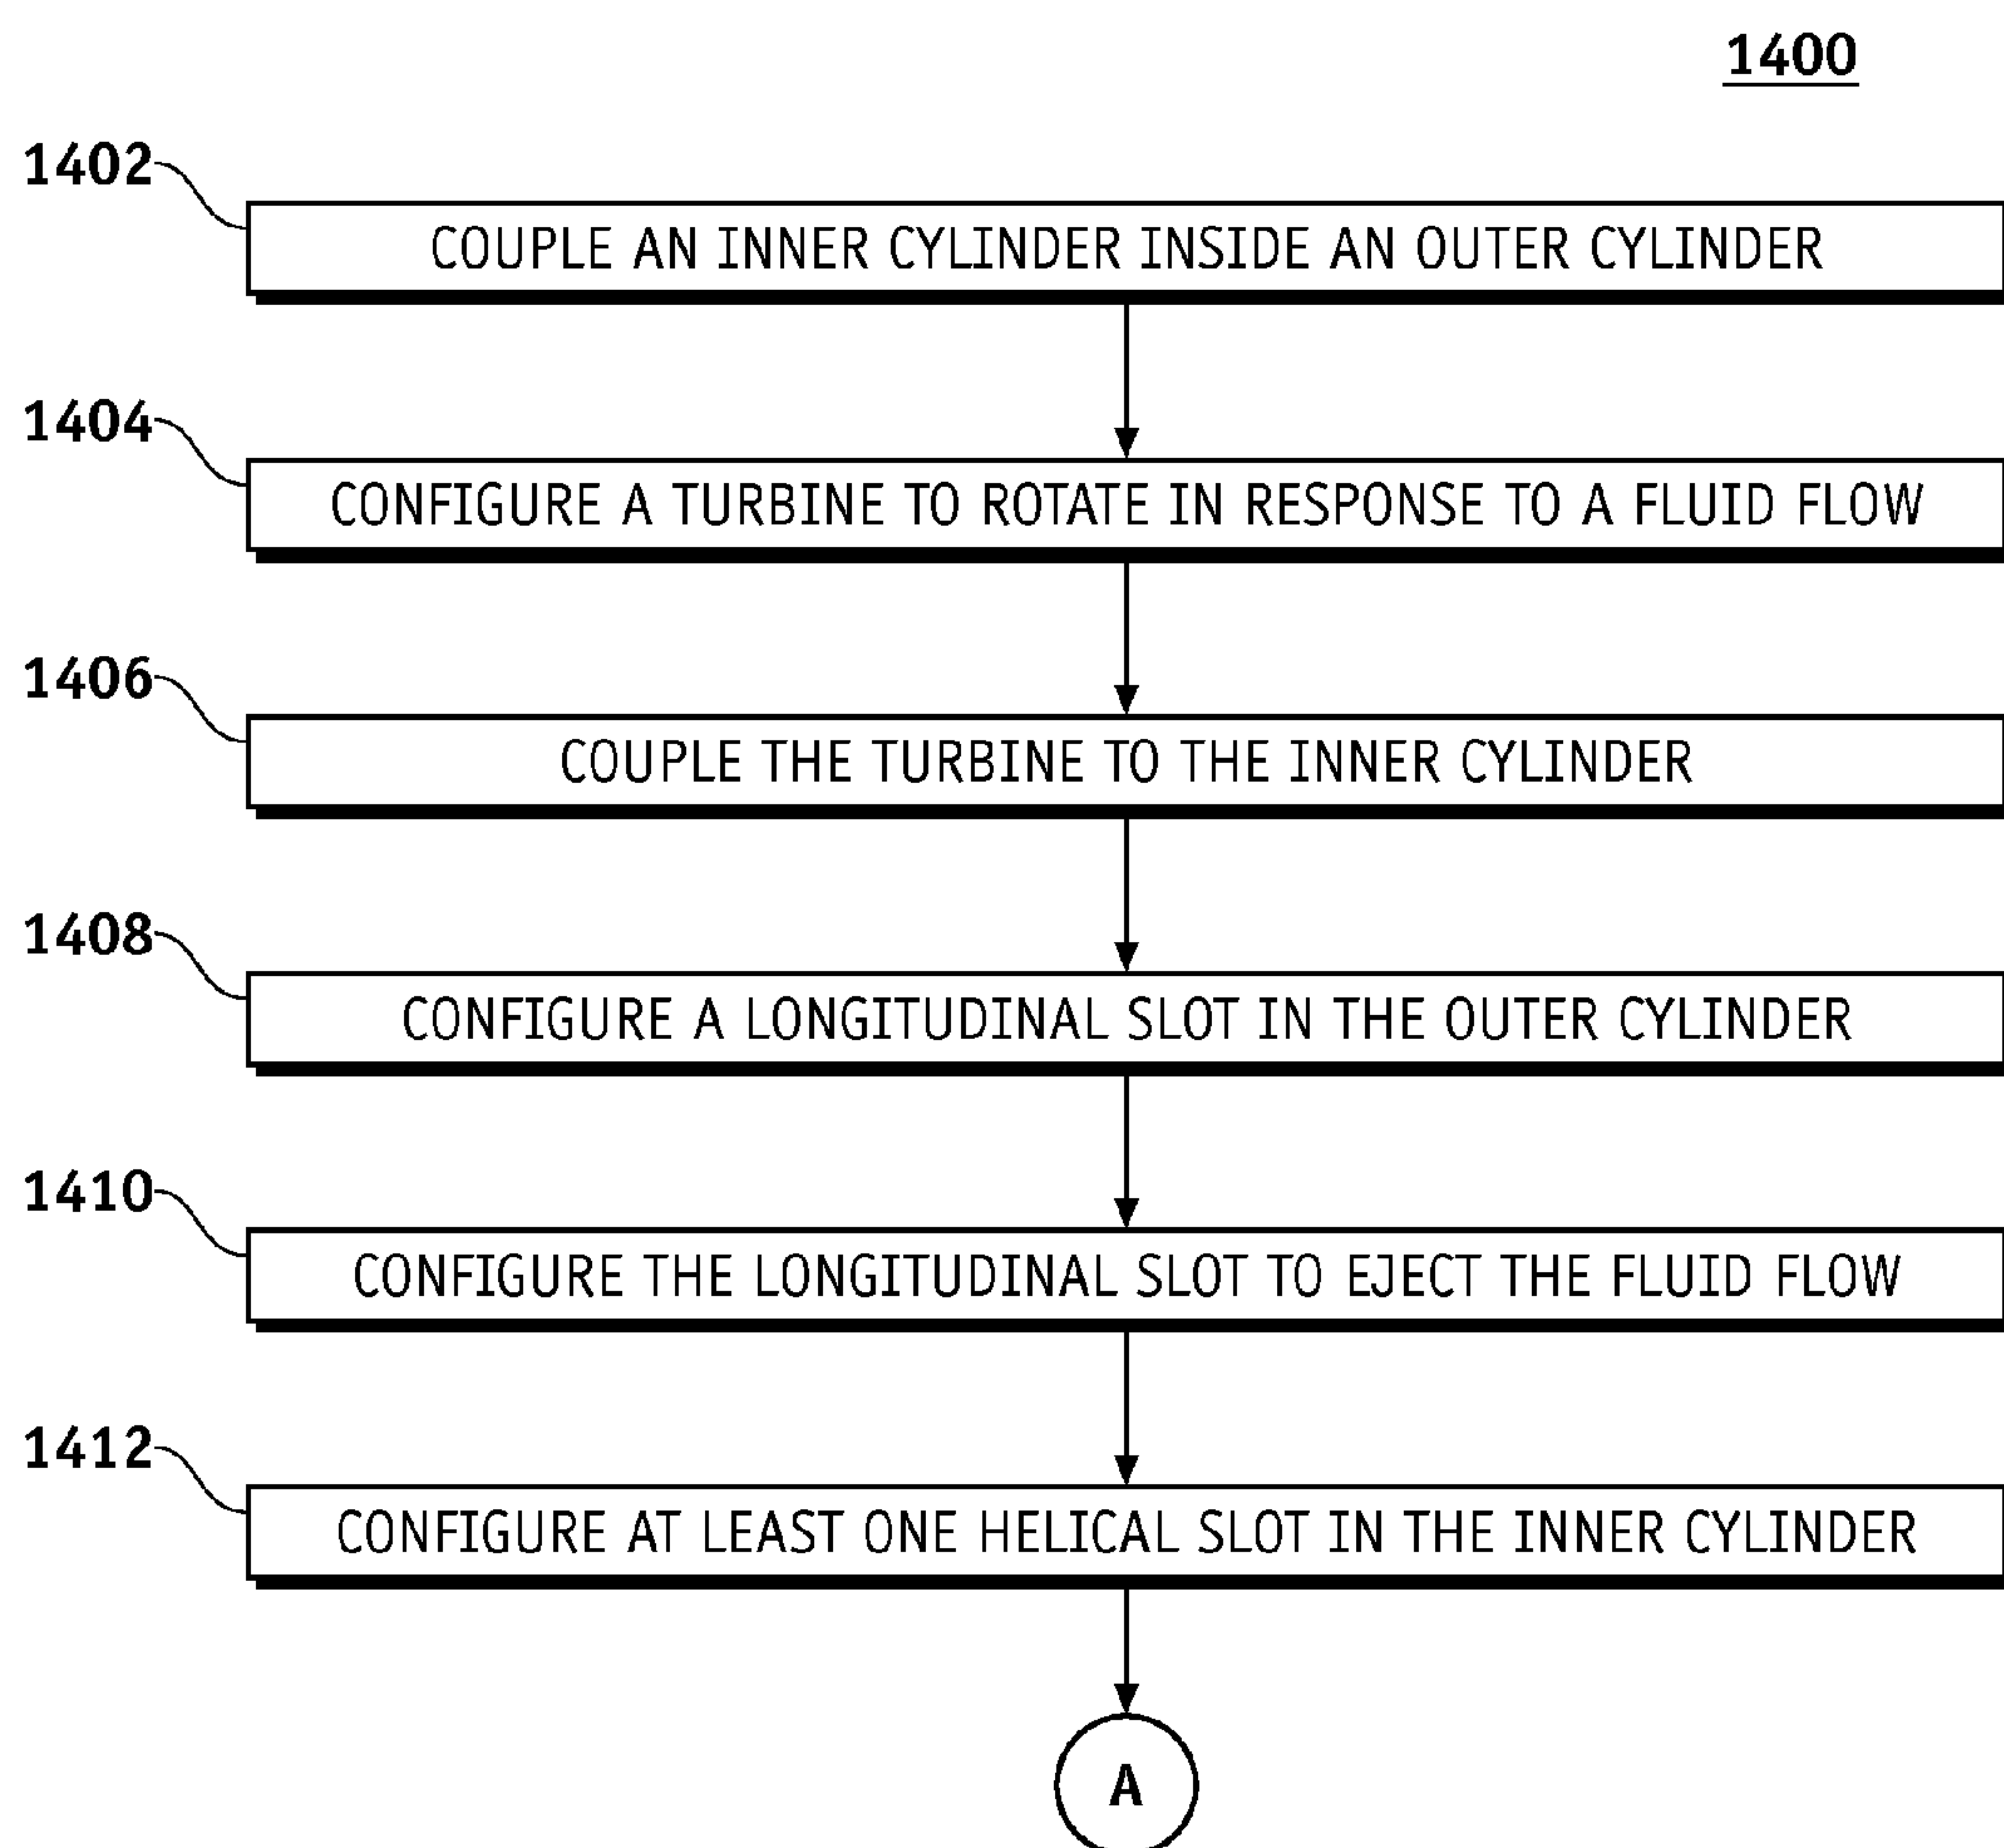 1400
1402
COUPLE AN INNER CYLINDER INSIDE AN OUTER CYLINDER
1404
CONFIGURE A TURBINE TO ROTATE IN RESPONSE TO A FLUID FLOW
1406
COUPLE THE TURBINE TO THE INNER CYLINDER
1408
CONFIGURE A LONGITUDINAL SLOT IN THE OUTER CYLINDER
1410
CONFIGURE THE LONGITUDINAL SLOT TO EJECT THE FLUID FLOW
1412
CONFIGURE AT LEAST ONE HELICAL SLOT IN THE INNER CYLINDER
A